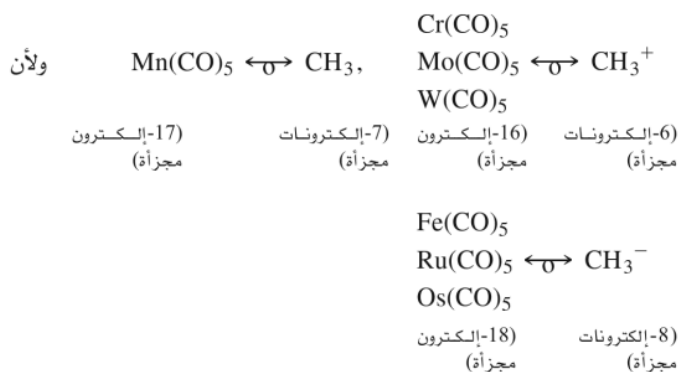 Cr(CO)₅
ولأن Mn(CO)₅ ⟷ CH₃, Mo(CO)₅ ⟷ CH₃⁺
W(CO)₅
(17-إلكترون (7-إلكترونات (16-إلكترون (6-إلكترونات
مجزأة) مجزأة) مجزأة) مجزأة)
Fe(CO)₅
Ru(CO)₅ ⟷ CH₃⁻
Os(CO)₅
(18-إلكترون (8-إلكترونات
مجزأة) مجزأة)